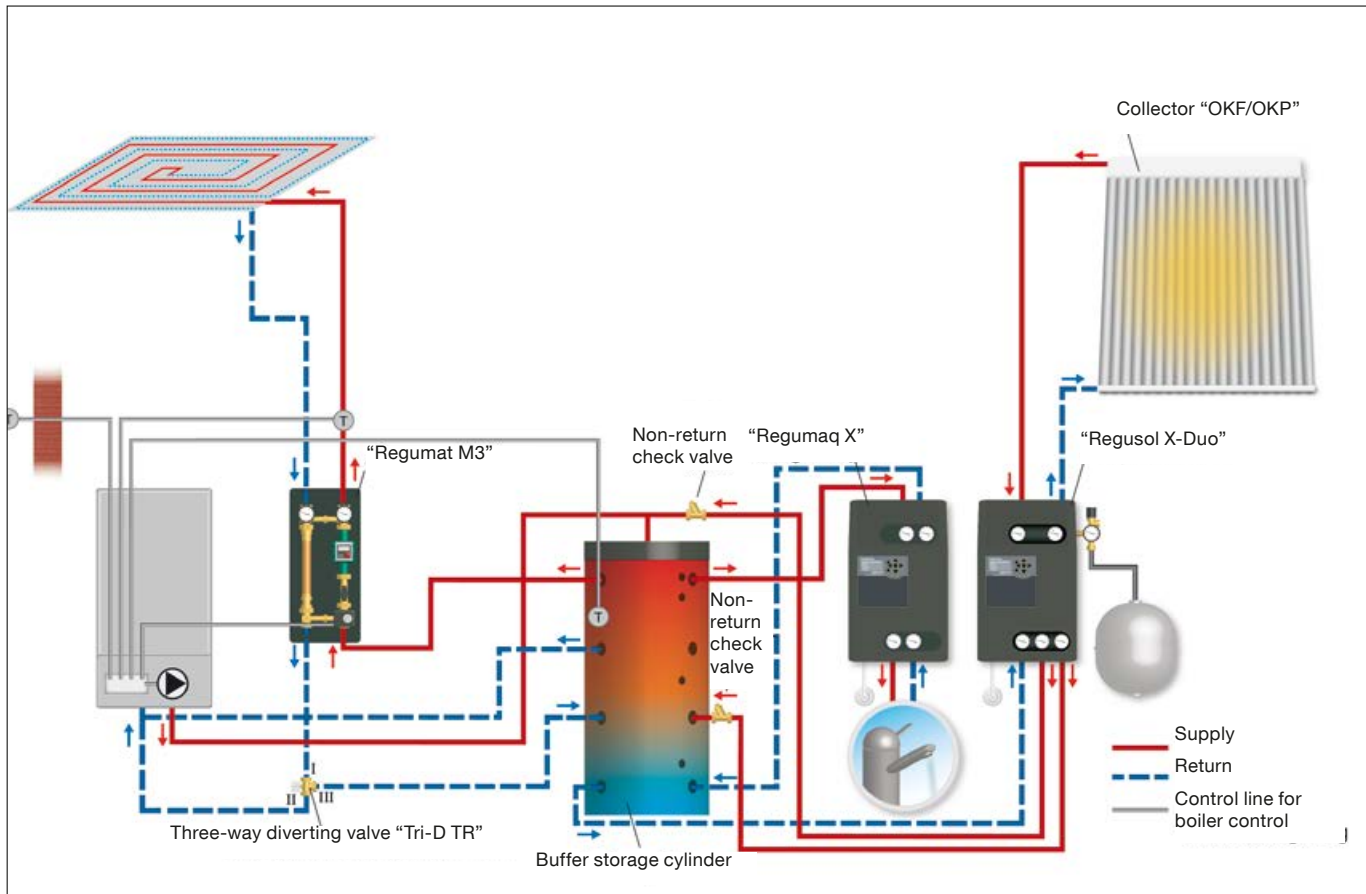 Collector “OKF/OKP”
Non-return
check valve
“Regumaq X”
“Regusol X-Duo”
T
T
“Regumat M3”
Non-
return
check
valve
T
I
II
III
Three-way diverting valve “Tri-D TR”
Buffer storage cylinder
Supply
Return
Control line for
boiler control